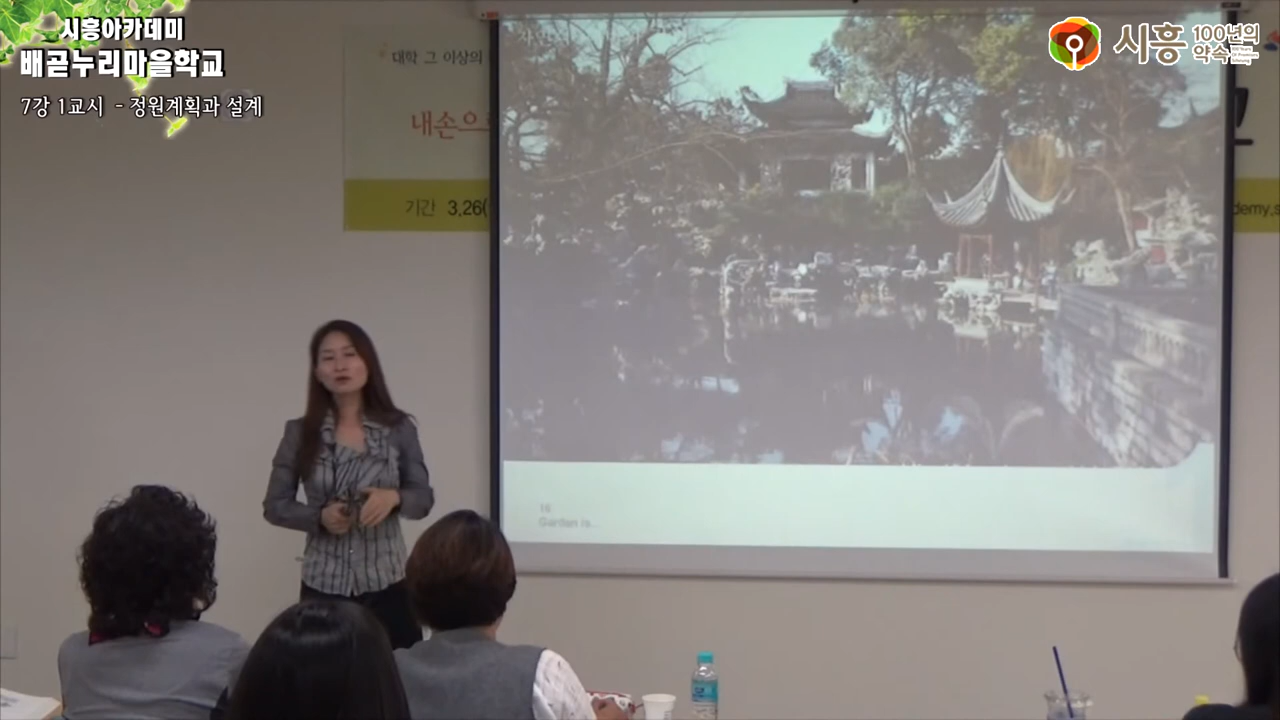 시흥아카데미
배곧누리마을학교
7강 1교시 - 정원계획과 설계
시흥 100년의
약속
대학 그 이상의
내손으로
기간 3.26(
demy.s
16
Garden is..